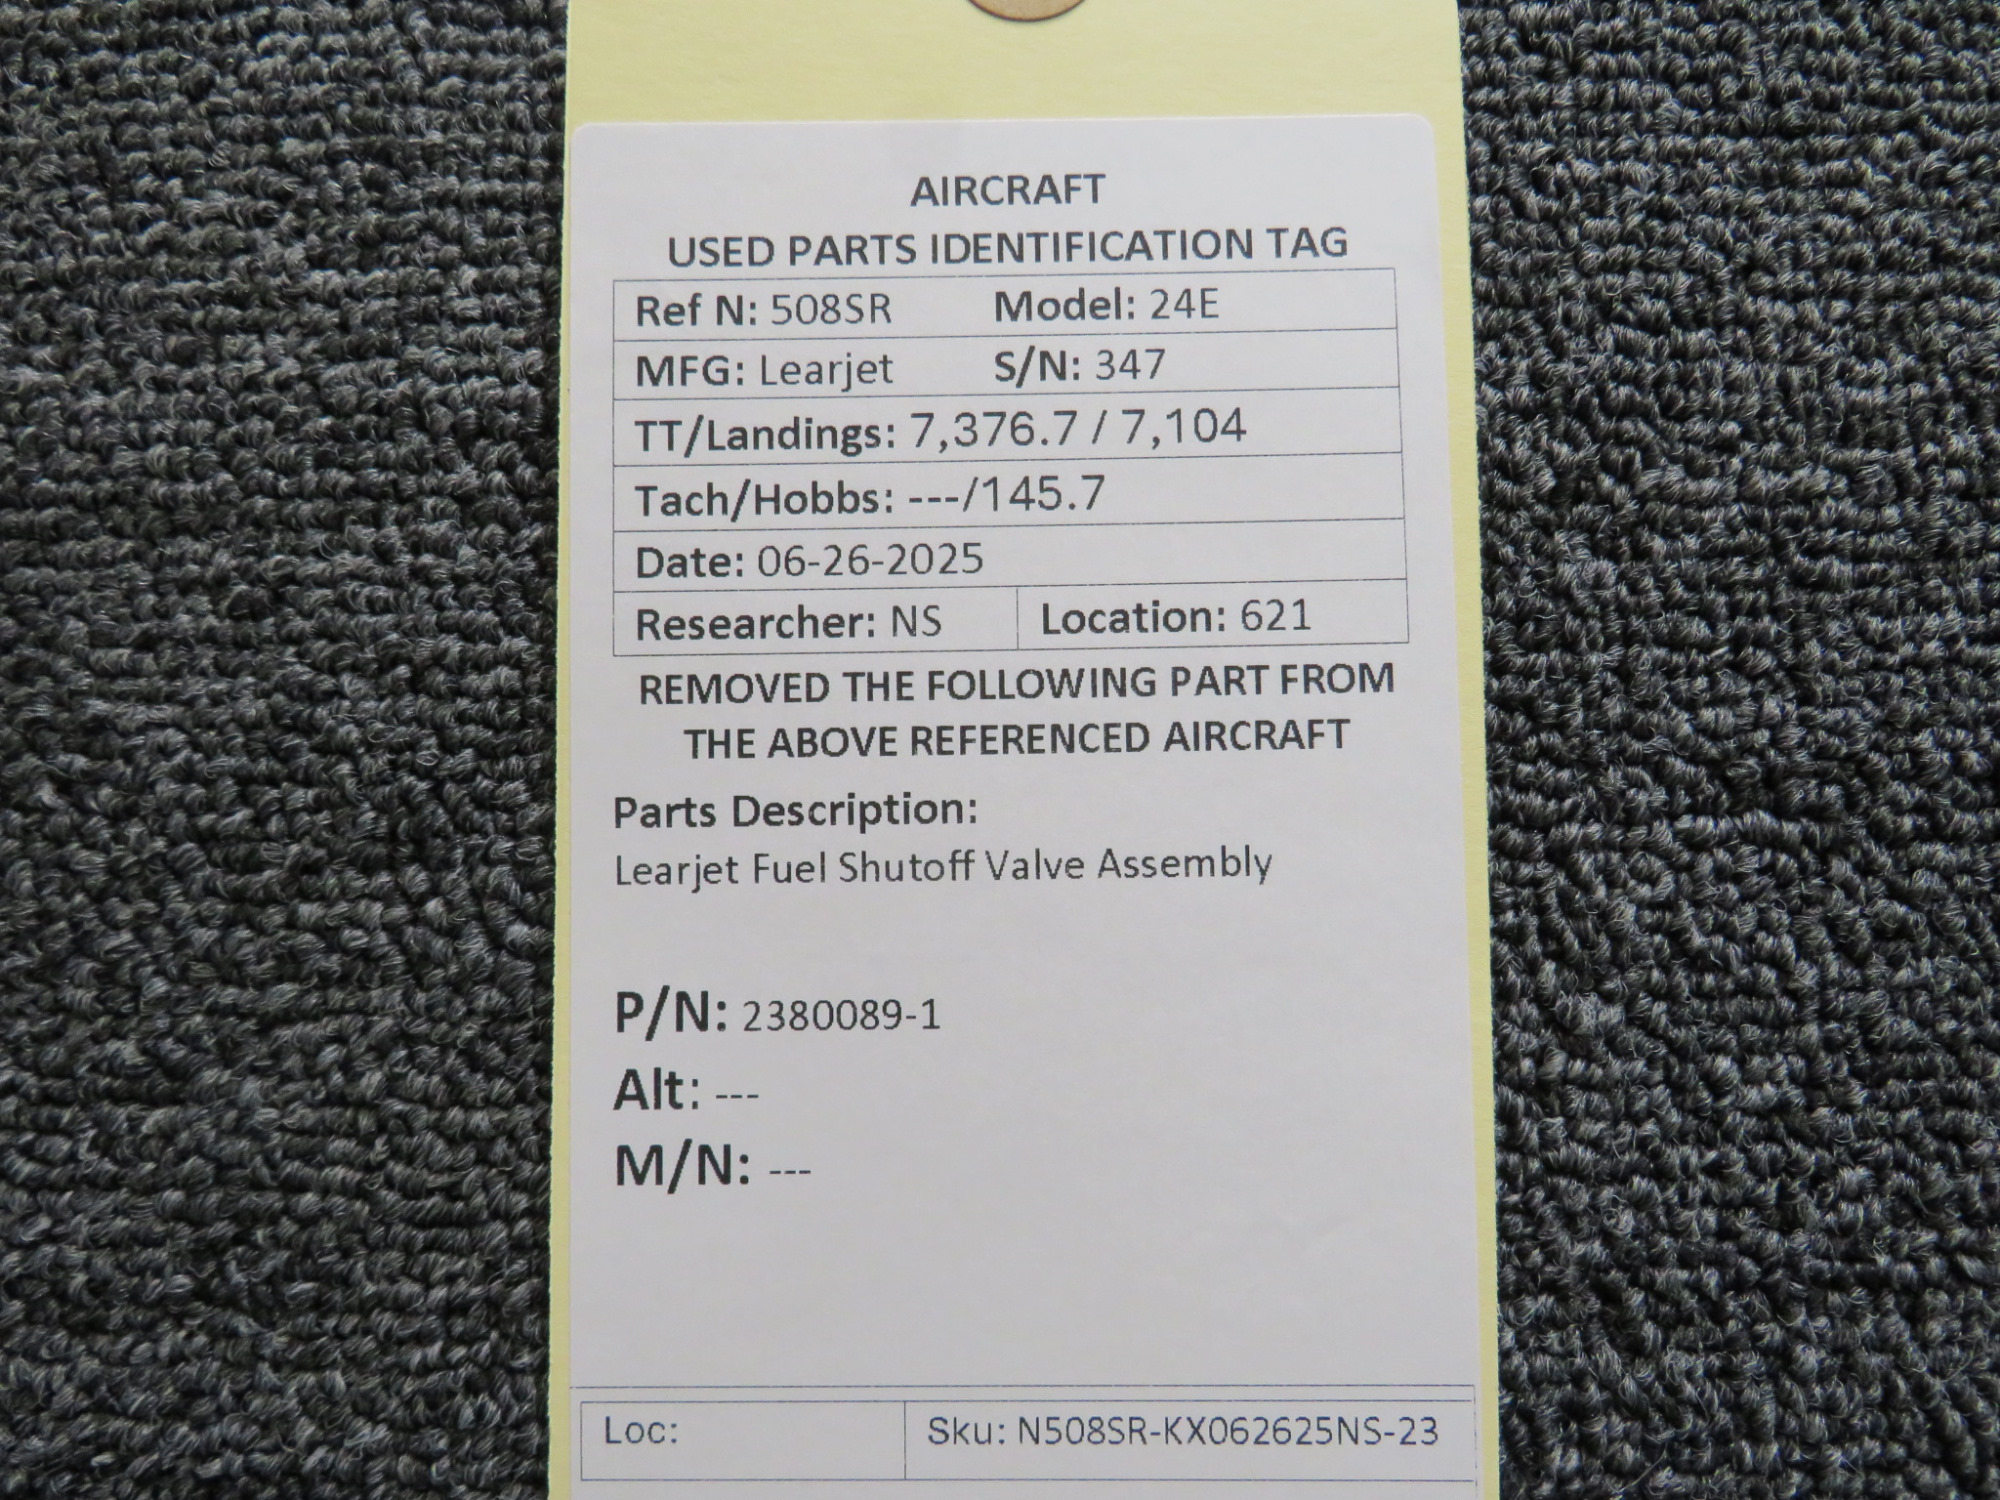 AIRCRAFT
USED PARTS IDENTIFICATION TAG
Ref N: 508SR Model: 24E
MFG: Learjet S/N: 347
TT/Landings: 7,376.7 / 7,104
Tach/Hobbs: ---/145.7
Date: 06-26-2025
Researcher: NS Location: 621
REMOVED THE FOLLOWING PART FROM
THE ABOVE REFERENCED AIRCRAFT
Parts Description:
Learjet Fuel Shutoff Valve Assembly
P/N: 2380089-1
Alt: ---
M/N: ---
Loc: Sku: N508SR-KX062625NS-23